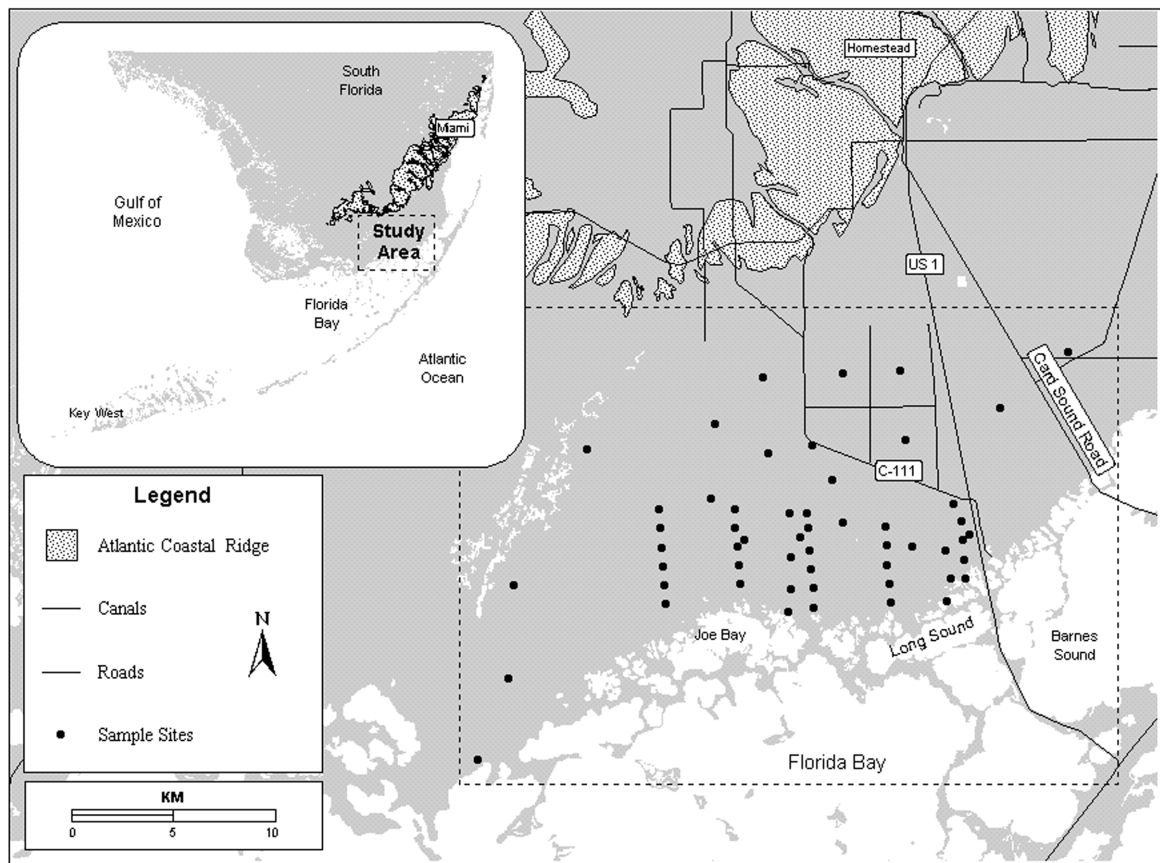 South
Florida
Miami
Gulf of
Mexico
Study
Area
Florida
Bay
Atlantic
Ocean
Key West
Homestead
US 1
Card Sound Road
C-111
Joe Bay
Long Sound
Barnes
Sound
Florida Bay
Legend
Atlantic Coastal Ridge
Canals
N
Roads
Sample Sites
KM
0 5 10